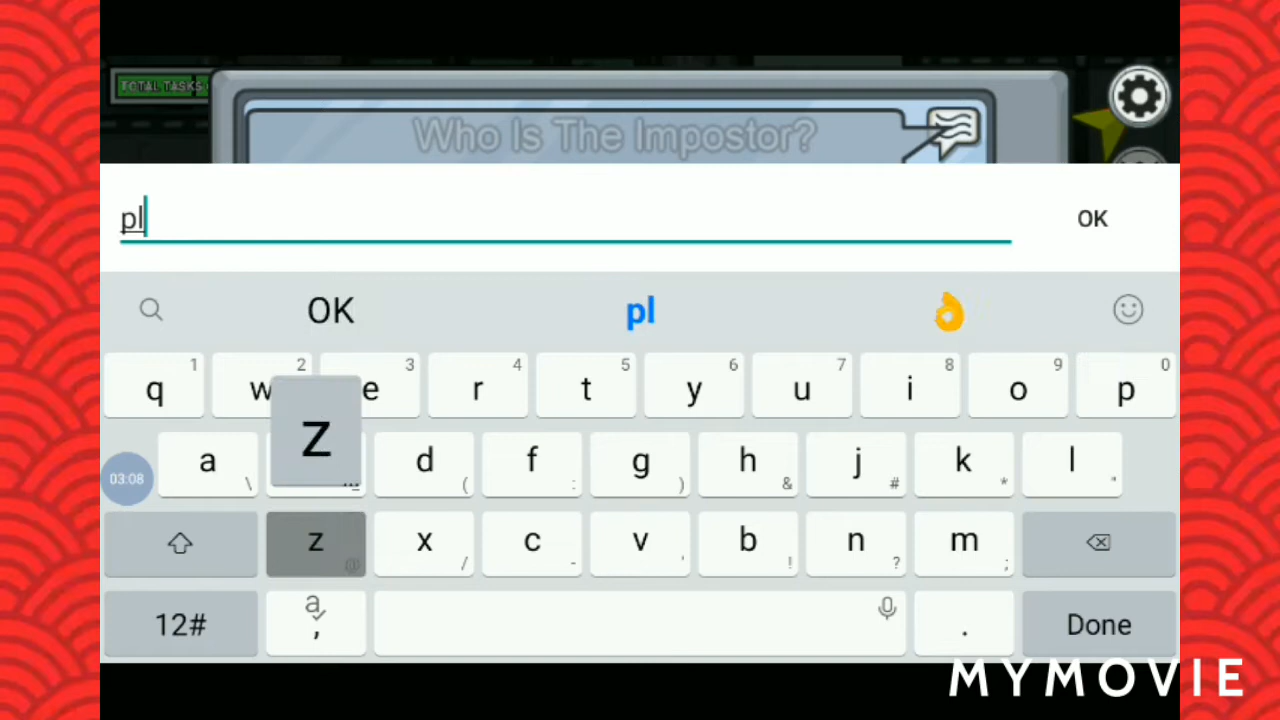 TOTAL TASKS
Who Is The Impostor?
pl
OK
OK pl 👌
1 2 3 4 5 6 7 8 9 0
q w e r t y u i o p
z
a d f g h j k l
\ ( : ) & # * "
03:08
z x c v b n m
@ / - ' ! ? ;
12# a , . Done
MYMOVIE